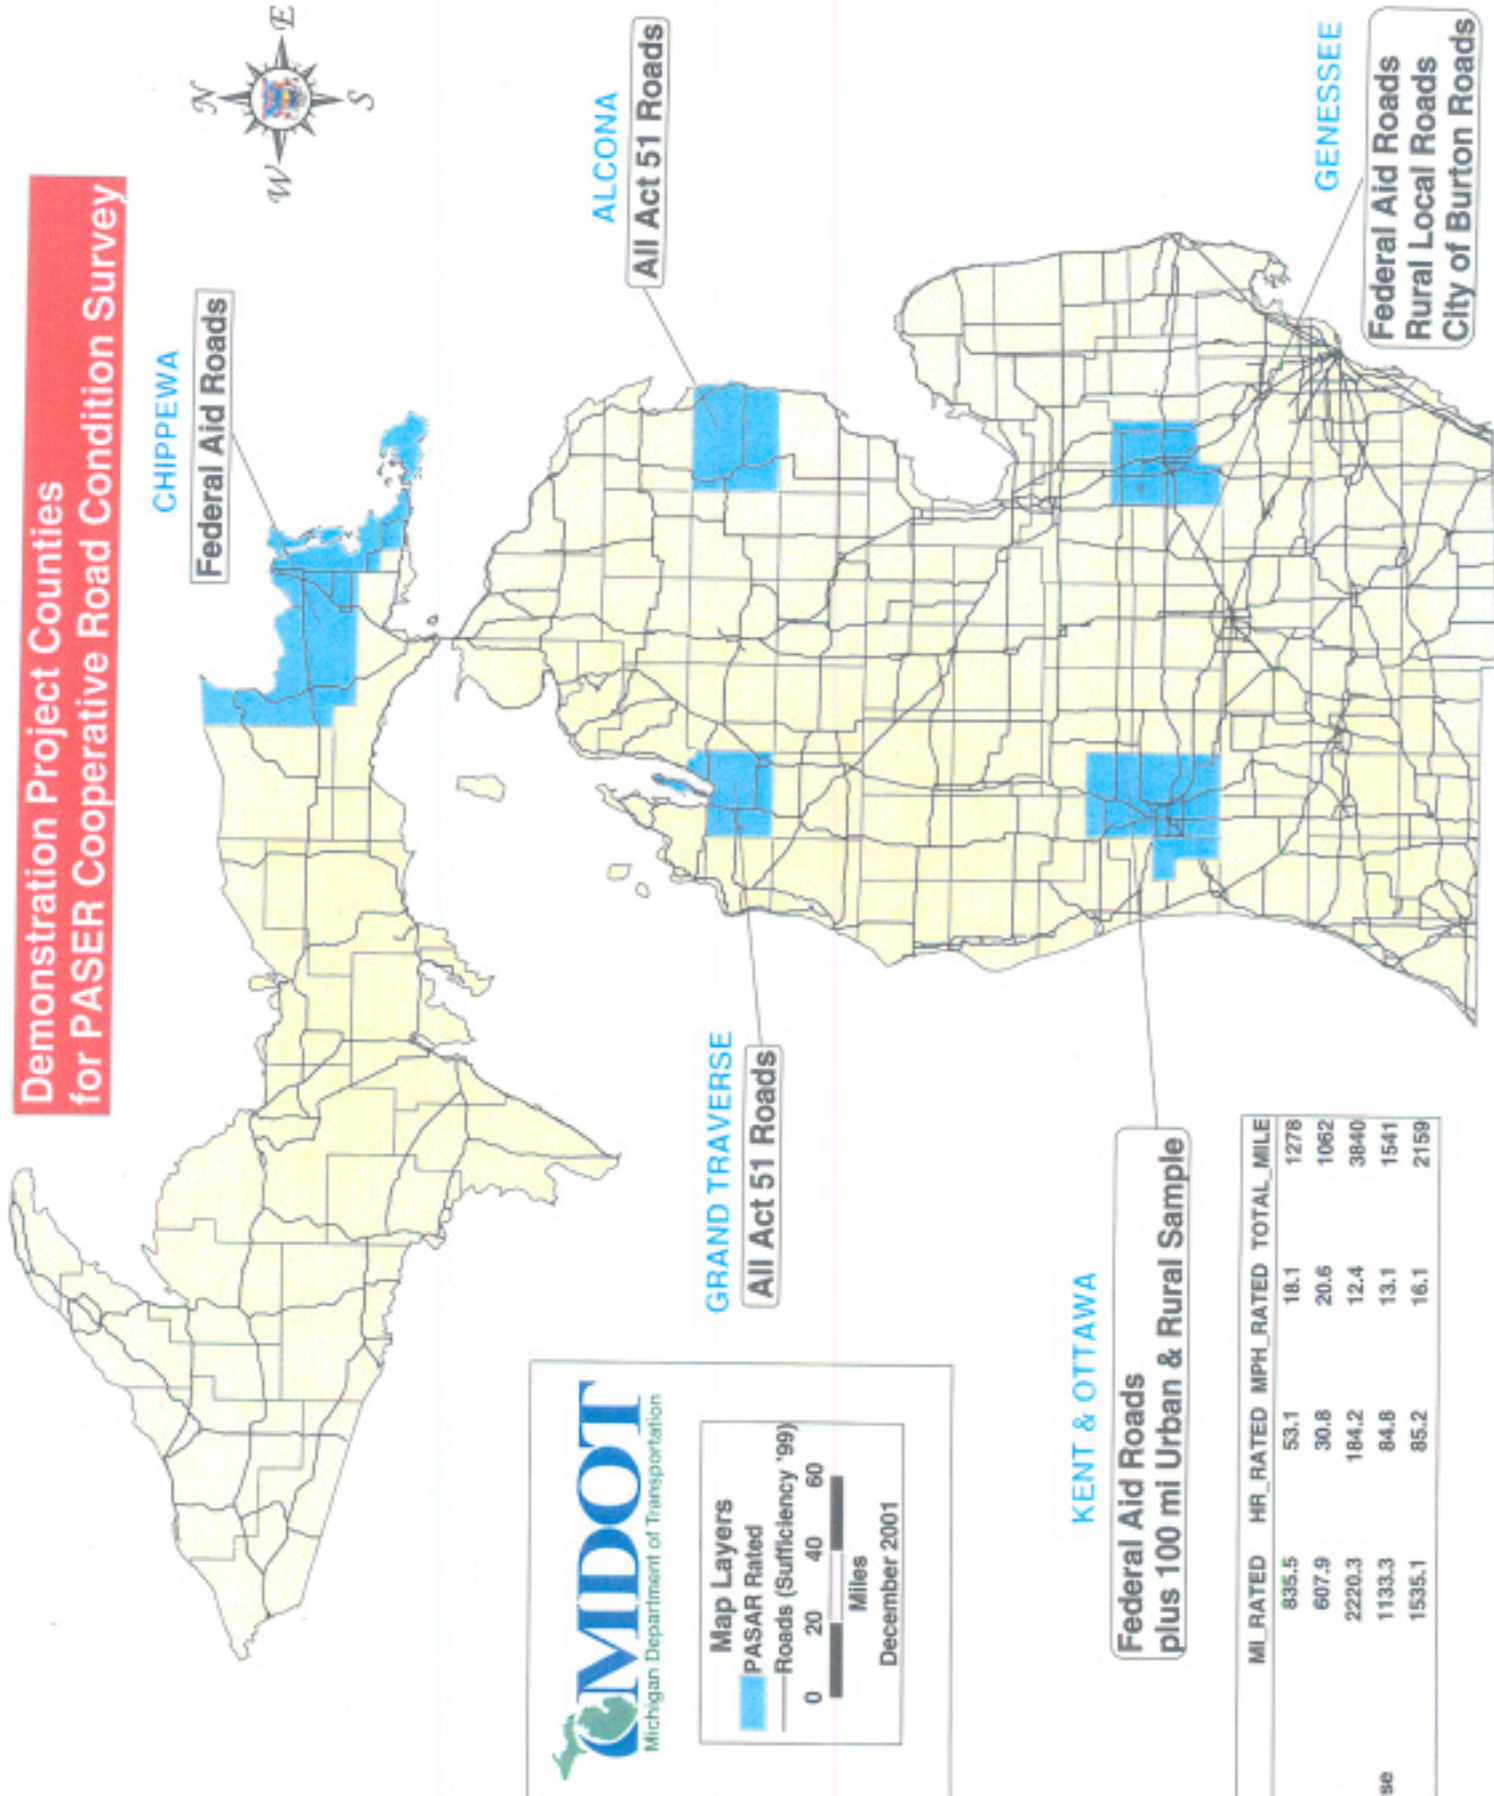 Demonstration Project Counties
for PASER Cooperative Road Condition Survey
N
E
S
W
CHIPPEWA
Federal Aid Roads
ALCONA
All Act 51 Roads
GRAND TRAVERSE
All Act 51 Roads
KENT & OTTAWA
Federal Aid Roads
plus 100 mi Urban & Rural Sample
GENESSEE
Federal Aid Roads
Rural Local Roads
City of Burton Roads
MDOT
Michigan Department of Transportation
Map Layers
PASAR Rated
Roads (Sufficiency '99)
0 20 40 60
Miles
December 2001
MI_RATED HR_RATED MPH_RATED TOTAL_MILE
835.5 53.1 18.1 1278
607.9 30.8 20.6 1062
2220.3 184.2 12.4 3840
1133.3 84.8 13.1 1541
se 1535.1 85.2 16.1 2159